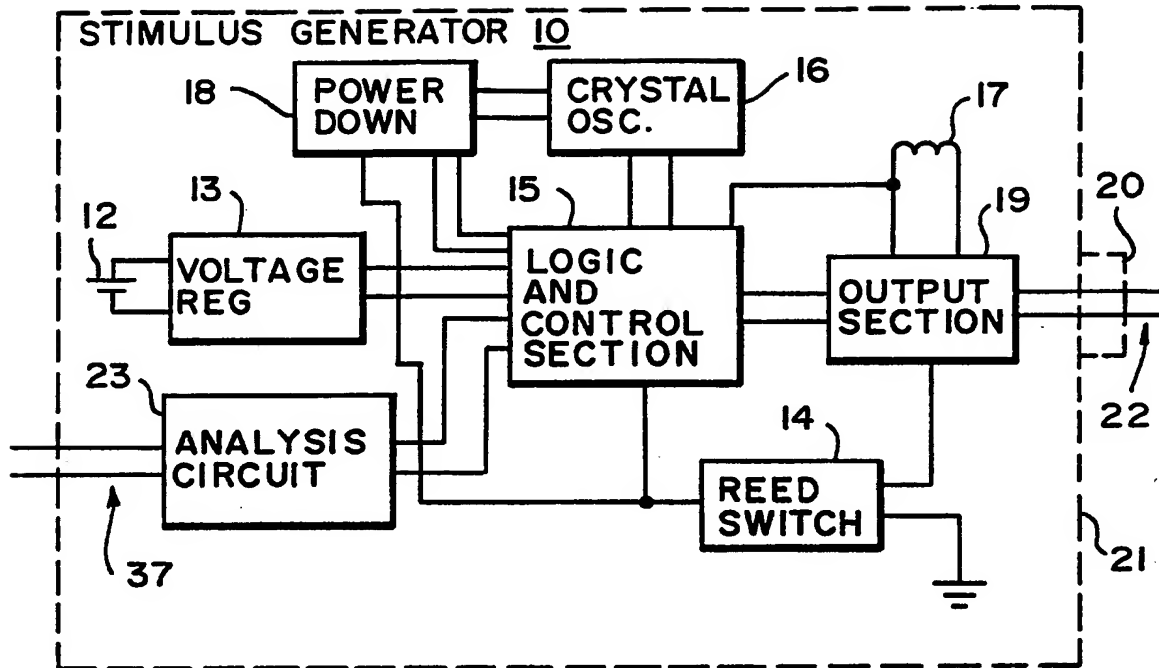 STIMULUS GENERATOR 10
18
POWER
DOWN
CRYSTAL
OSC.
16
17
12
13
VOLTAGE
REG
15
LOGIC
AND
CONTROL
SECTION
19
OUTPUT
SECTION
20
22
23
ANALYSIS
CIRCUIT
37
14
REED
SWITCH
21